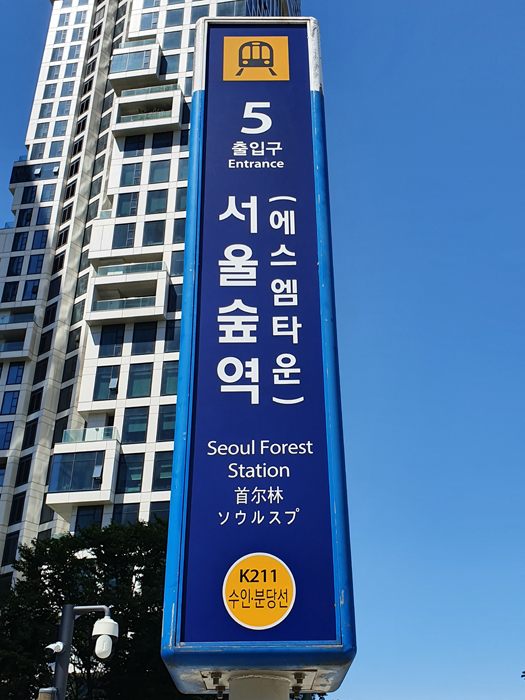 5
출입구
Entrance
서울숲역
(에스엠타운)
Seoul Forest
Station
首尔林
ソウルスプ
K211
수인·분당선